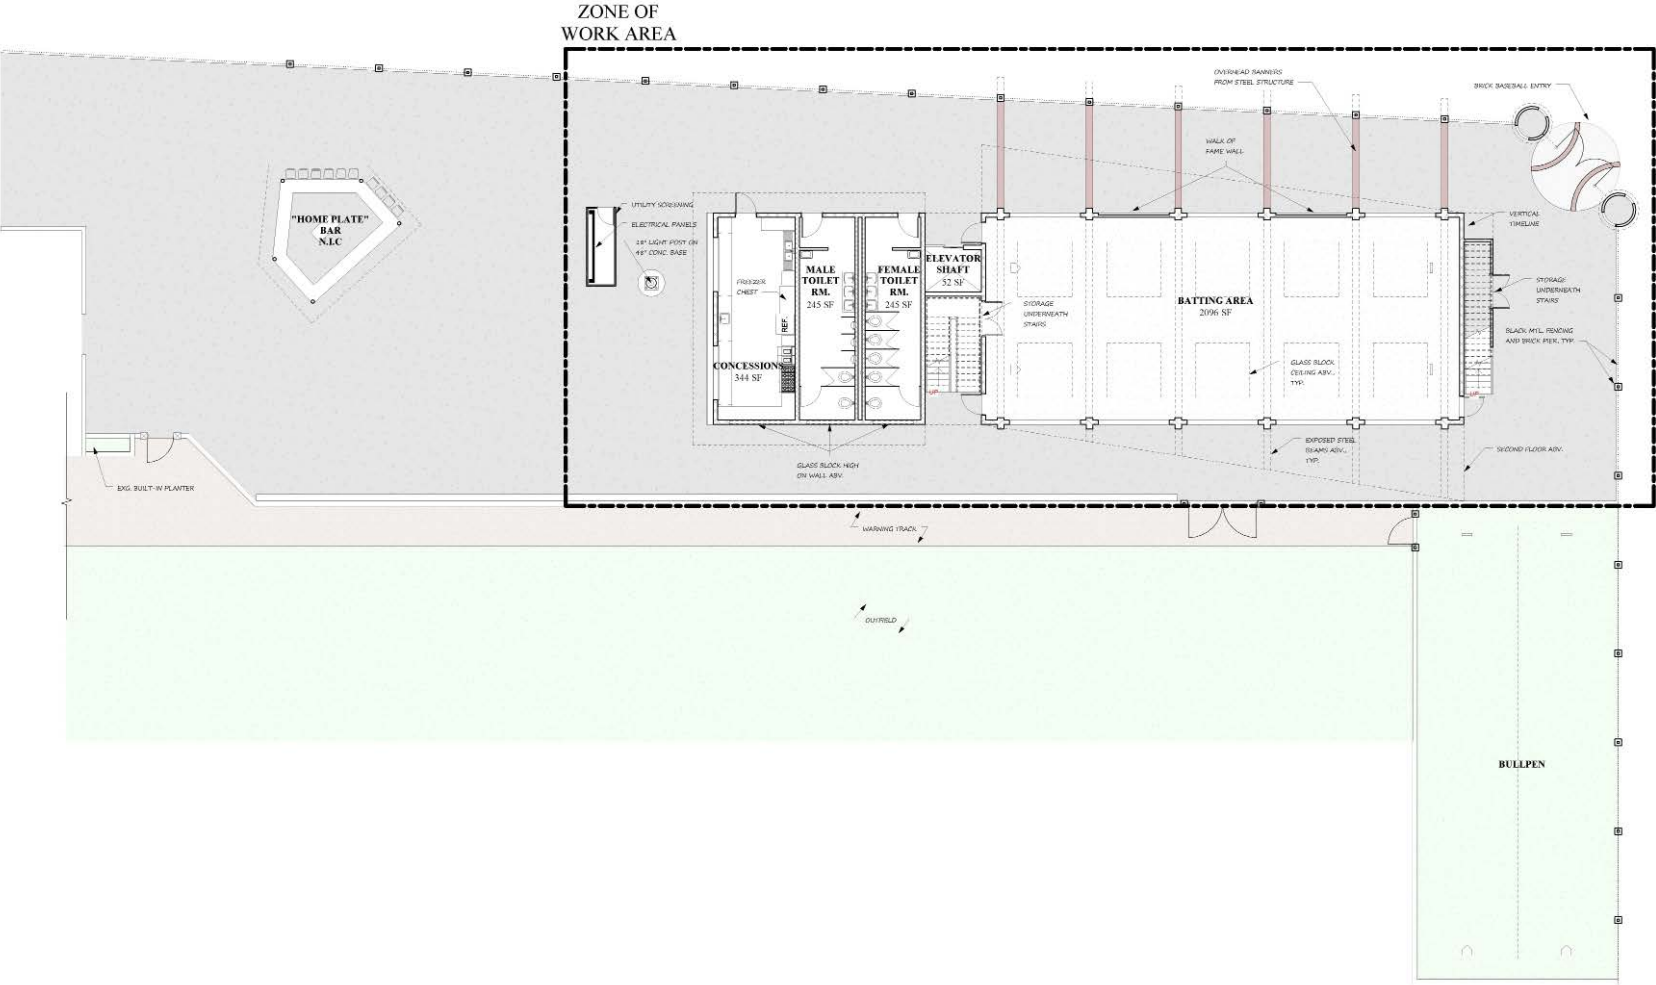 ZONE OF
WORK AREA
OVERHEAD BANNERS
FROM STEEL STRUCTURE
BRICK BASEBALL ENTRY
WALK OF
FAME WALL
"HOME PLATE"
BAR
N.I.C
UTILITY SCREENING
ELECTRICAL PANELS
18" LIGHT POST ON
48" CONC. BASE
VERTICAL
TIMELINE
FREEZER
CHEST
REF.
MALE
TOILET
RM.
245 SF
FEMALE
TOILET
RM.
245 SF
ELEVATOR
SHAFT
52 SF
STORAGE
UNDERNEATH
STAIRS
BATTING AREA
2096 SF
STORAGE
UNDERNEATH
STAIRS
BLACK MTL. FENCING
AND BRICK PIER, TYP.
CONCESSIONS
344 SF
GLASS BLOCK
CEILING ABV.,
TYP.
UP
UP
EXPOSED STEEL
BEAMS ABV.,
TYP.
SECOND FLOOR ABV.
GLASS BLOCK HIGH
ON WALL ABV.
EXG. BUILT-IN PLANTER
WARNING TRACK
OUTFIELD
BULLPEN